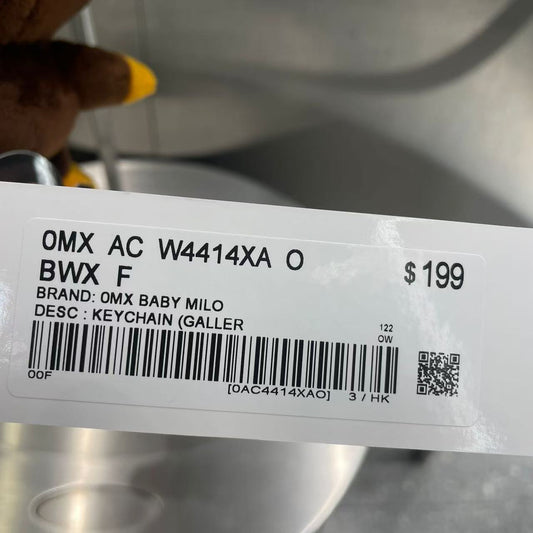 0MX AC W4414XA O
BWX F
$199
BRAND: 0MX BABY MILO
DESC : KEYCHAIN (GALLER
122
OW
00F
[0AC4414XAO] 3 / HK